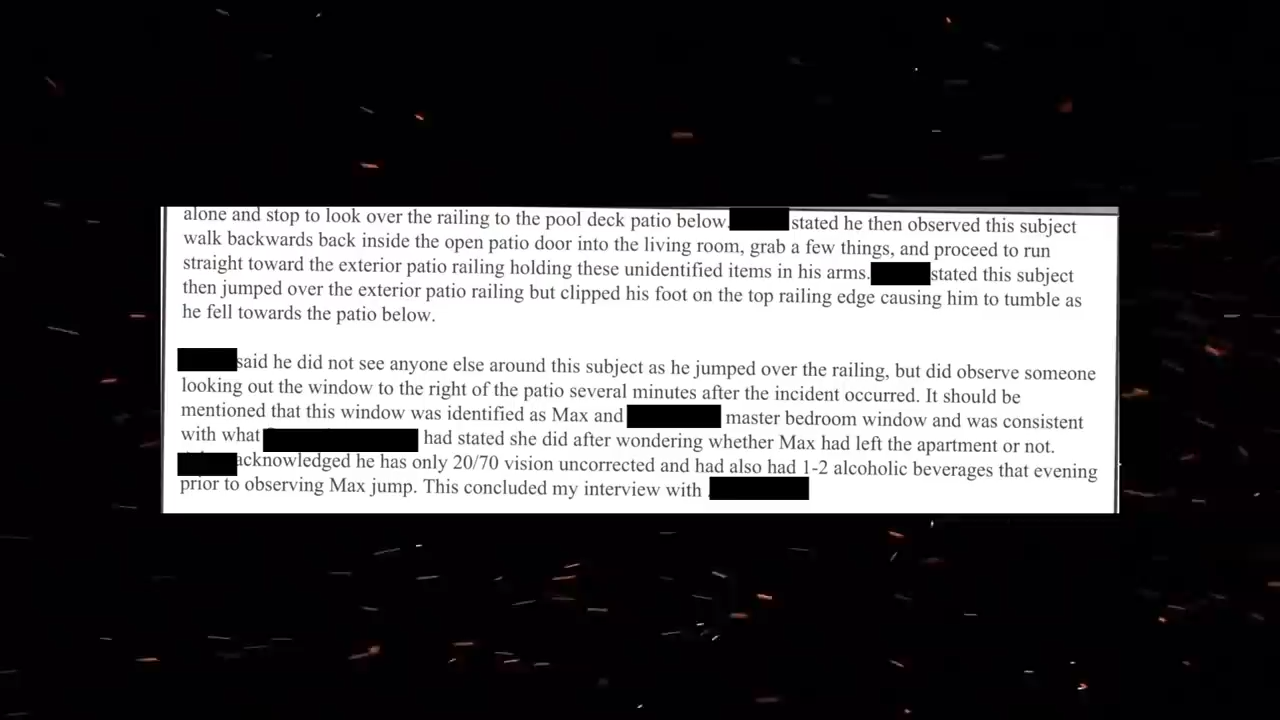 alone and stop to look over the railing to the pool deck patio below. stated he then observed this subject
walk backwards back inside the open patio door into the living room, grab a few things, and proceed to run
straight toward the exterior patio railing holding these unidentified items in his arms. stated this subject
then jumped over the exterior patio railing but clipped his foot on the top railing edge causing him to tumble as
he fell towards the patio below.
said he did not see anyone else around this subject as he jumped over the railing, but did observe someone
looking out the window to the right of the patio several minutes after the incident occurred. It should be
mentioned that this window was identified as Max and master bedroom window and was consistent
with what had stated she did after wondering whether Max had left the apartment or not.
acknowledged he has only 20/70 vision uncorrected and had also had 1-2 alcoholic beverages that evening
prior to observing Max jump. This concluded my interview with